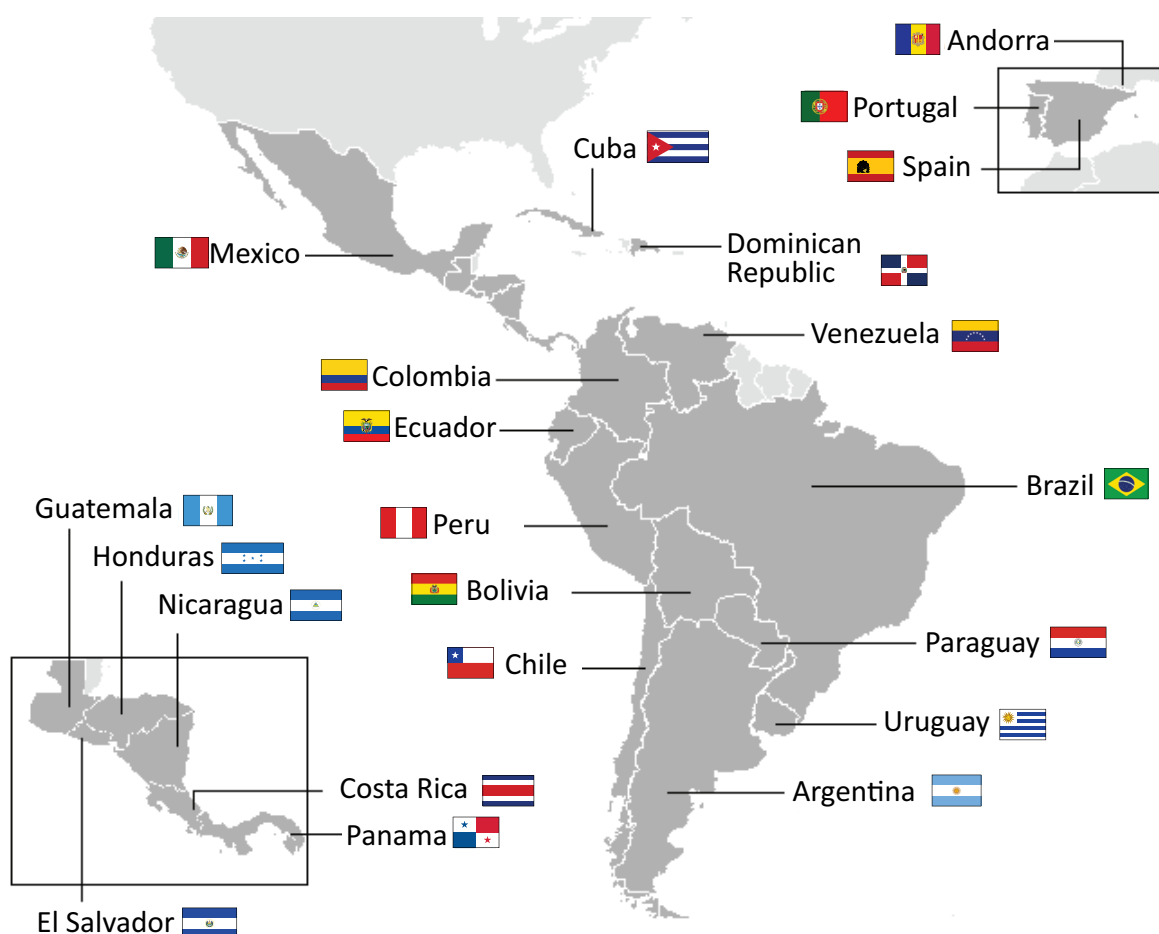 Andorra
Portugal
Cuba
Spain
Mexico
Dominican
Republic
Venezuela
Colombia
Ecuador
Brazil
Guatemala
Peru
Honduras
Bolivia
Nicaragua
Paraguay
Chile
Uruguay
Costa Rica
Argentina
Panama
El Salvador